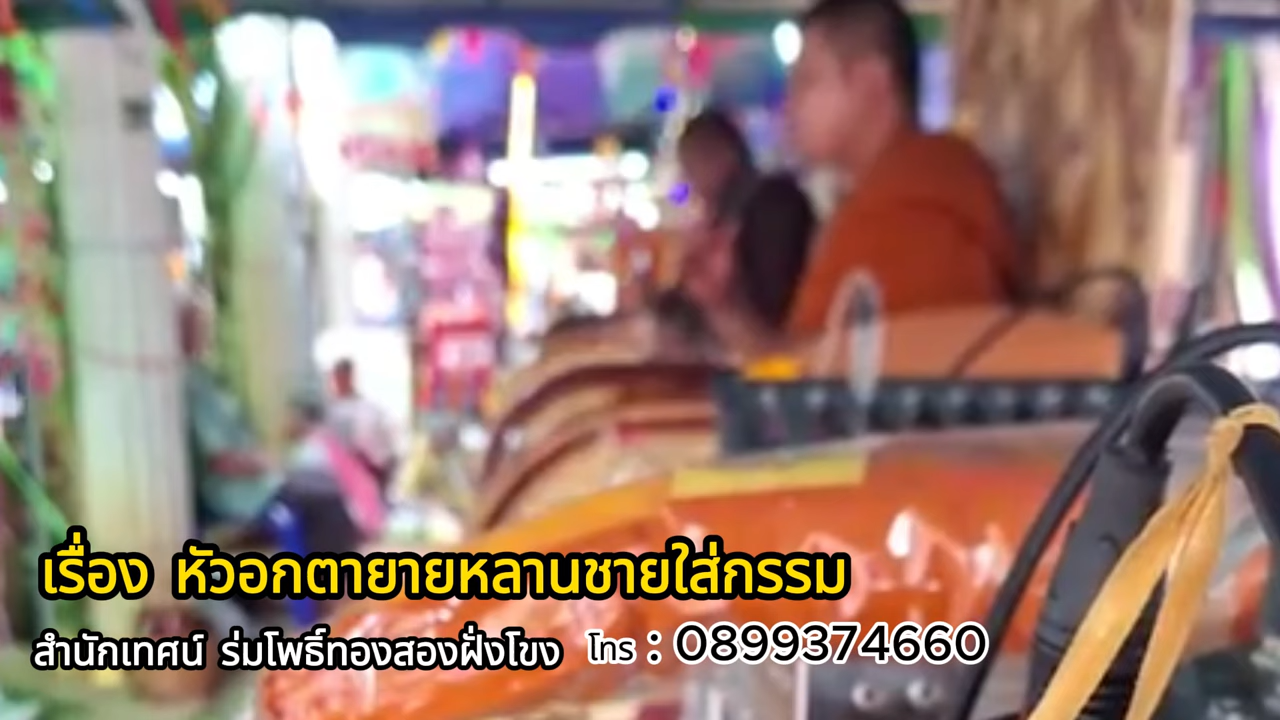 เรื่อง หัวอกตายายหลานชายใส่กรรม
สำนักเทศน์ ร่มโพธิ์ทองสองฝั่งโขง โทร : 0899374660